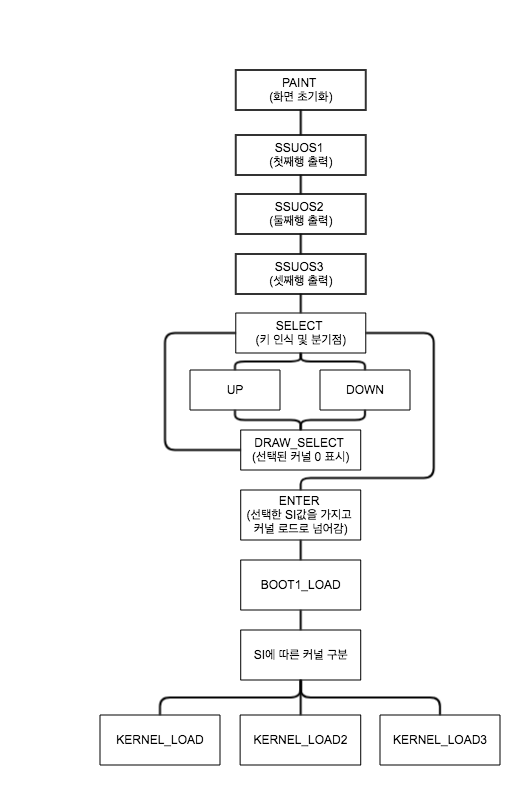 PAINT
(화면 초기화)
SSUOS1
(첫째행 출력)
SSUOS2
(둘째행 출력)
SSUOS3
(셋째행 출력)
SELECT
(키 인식 및 분기점)
UP
DOWN
DRAW_SELECT
(선택된 커널 0 표시)
ENTER
(선택한 SI값을 가지고
커널 로드로 넘어감)
BOOT1_LOAD
SI에 따른 커널 구분
KERNEL_LOAD
KERNEL_LOAD2
KERNEL_LOAD3